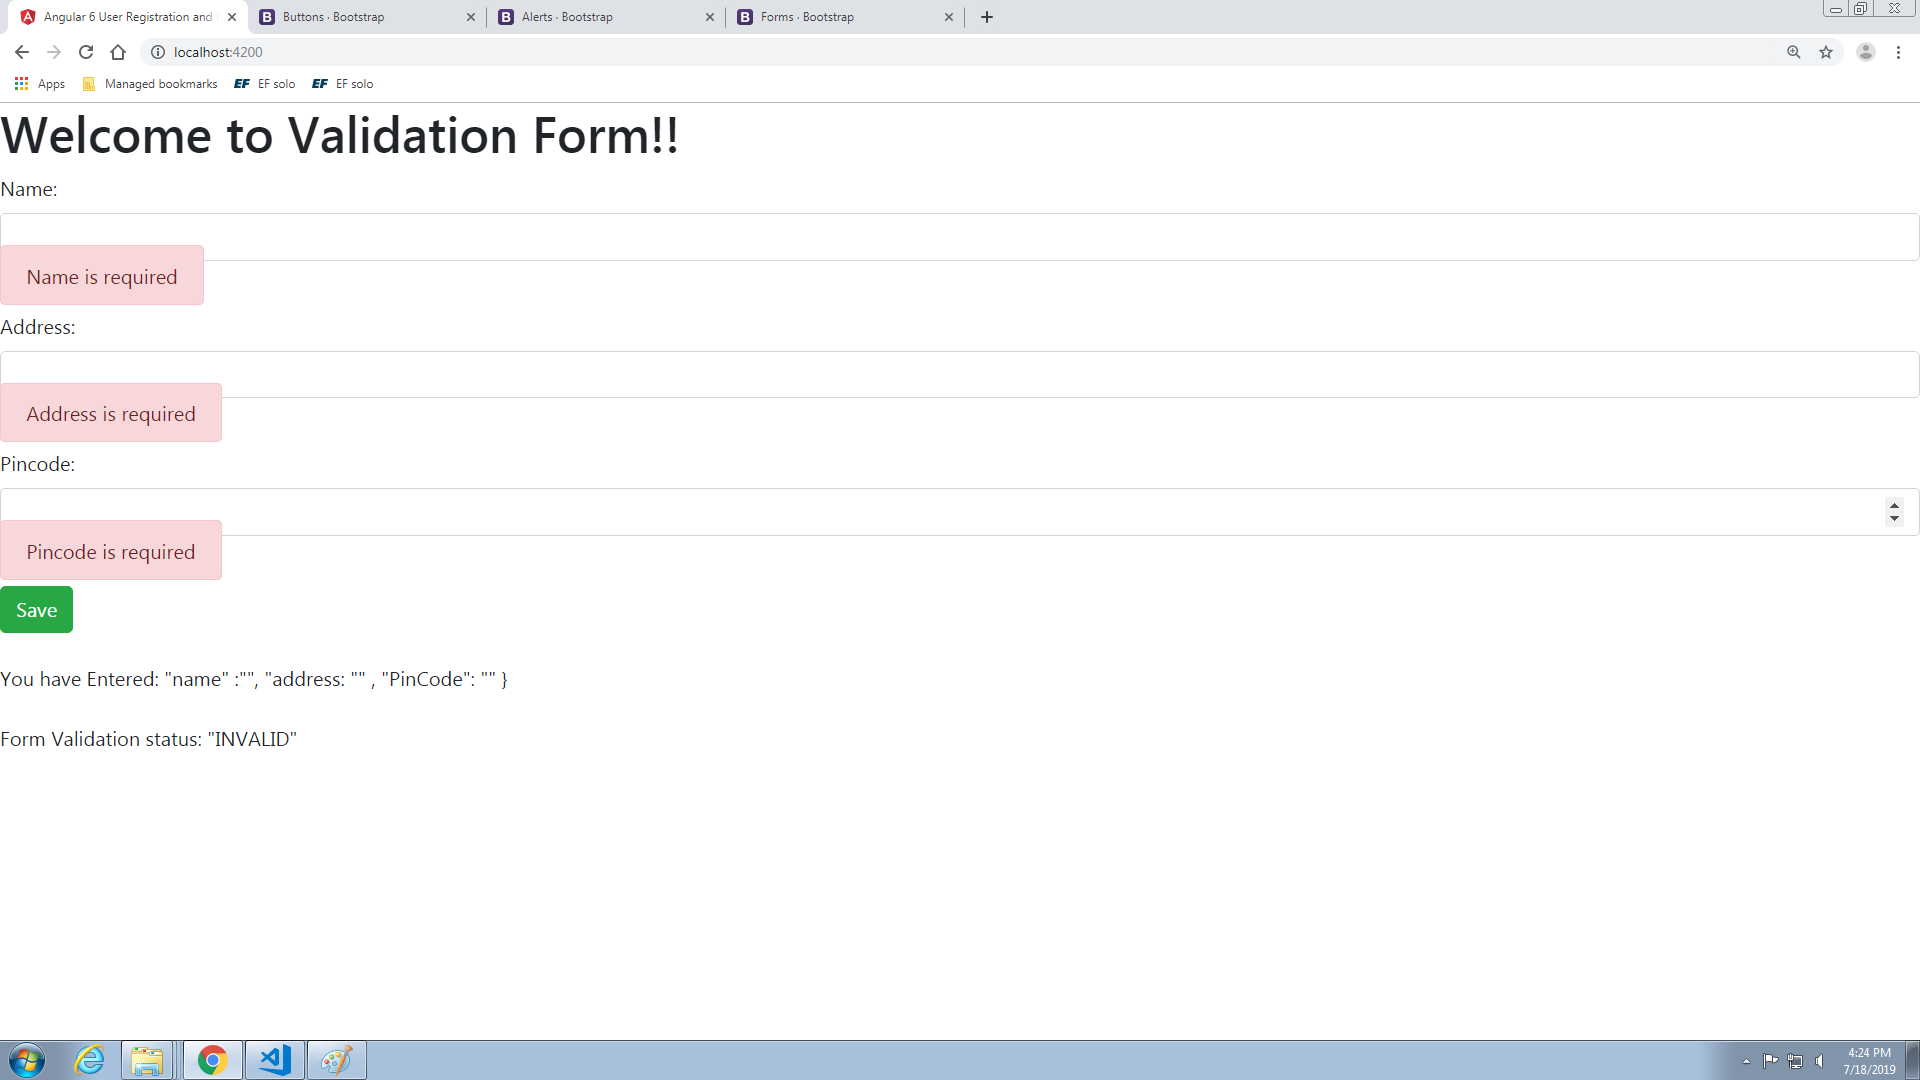 Angular 6 User Registration and
Buttons · Bootstrap
Alerts · Bootstrap
Forms · Bootstrap
localhost:4200
Apps
Managed bookmarks
EF EF solo
EF EF solo
Welcome to Validation Form!!
Name:
Name is required
Address:
Address is required
Pincode:
Pincode is required
Save
You have Entered: "name" :"", "address: "" , "PinCode": "" }
Form Validation status: "INVALID"
4:24 PM
7/18/2019